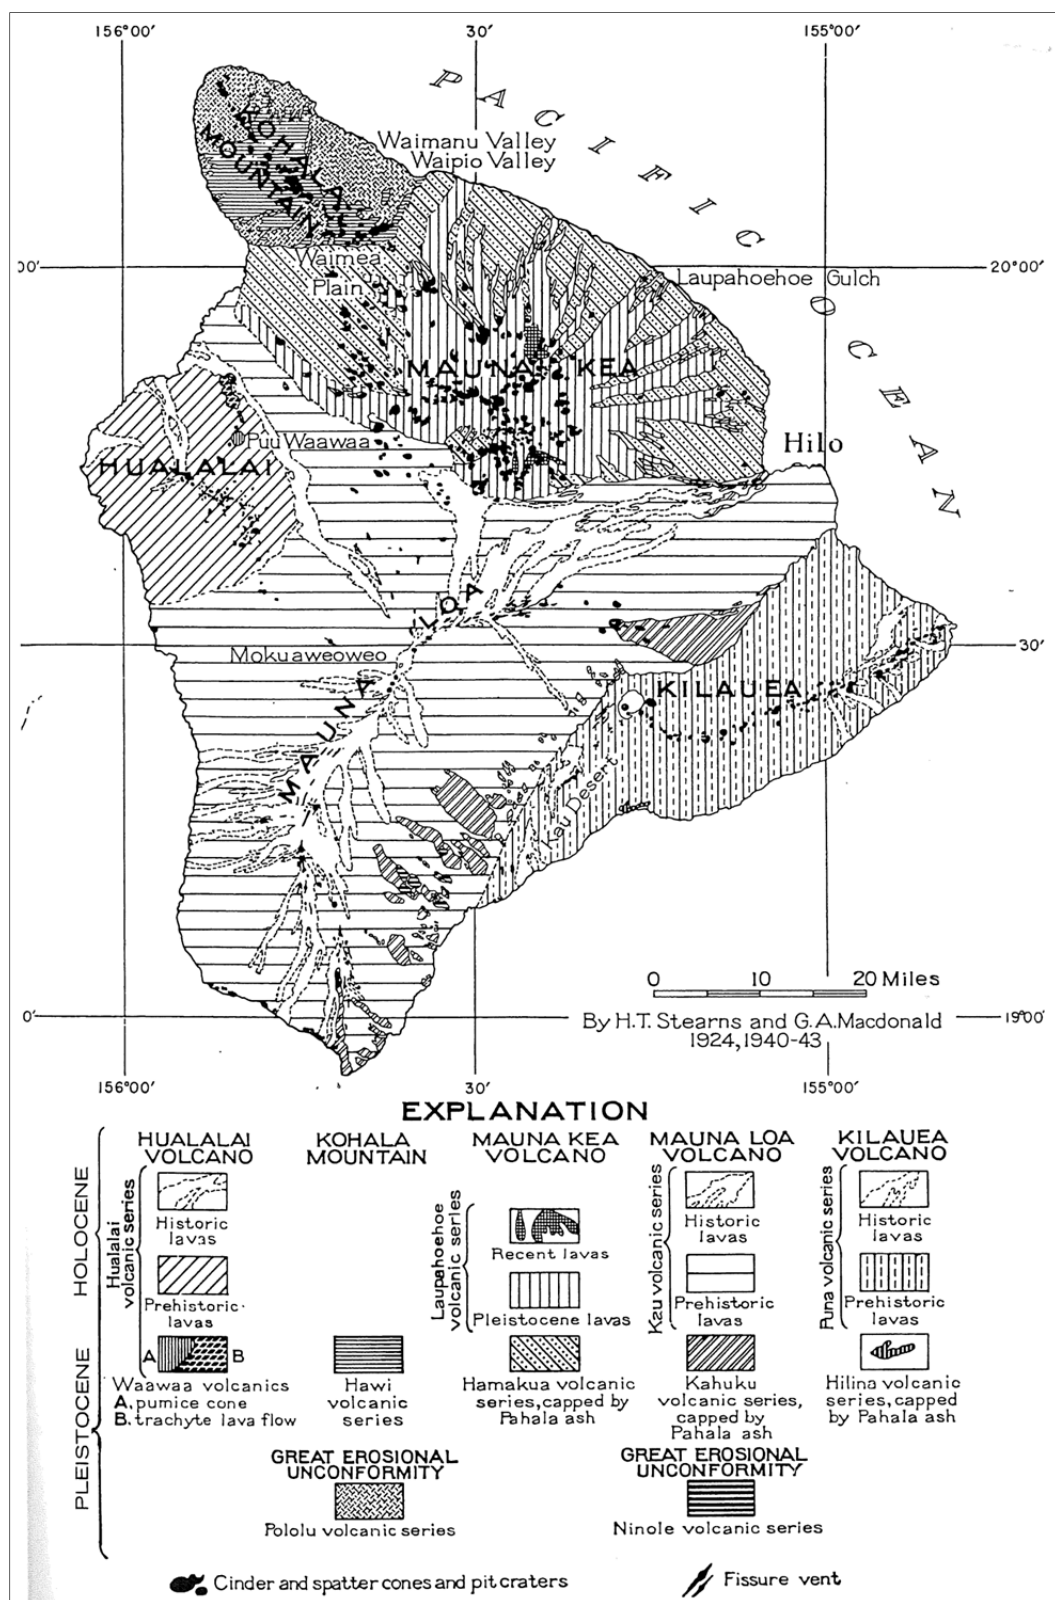 156°00′ 30′ 155°00′
PACIFIC OCEAN
KOHALA
MOUNTAIN
Waimanu Valley
Waipio Valley
00′ 20°00′
Waimea
Plain
Laupahoehoe Gulch
MAUNA KEA
Hilo
Puu Waawaa
HUALALAI
MAUNA LOA
Mokuaweoweo
30′
KILAUEA
Kau Desert
0 10 20 Miles
By H.T. Stearns and G.A. Macdonald
1924, 1940-43
0′ 19°00′
156°00′ 30′ 155°00′
EXPLANATION
HOLOCENE
PLEISTOCENE
HUALALAI
VOLCANO
Hualalai
volcanic series
Historic
lavas
Prehistoric
lavas
A B
Waawaa volcanics
A, pumice cone
B, trachyte lava flow
KOHALA
MOUNTAIN
Hawi
volcanic
series
GREAT EROSIONAL
UNCONFORMITY
Pololu volcanic series
MAUNA KEA
VOLCANO
Laupahoehoe
volcanic series
Recent lavas
Pleistocene lavas
Hamakua volcanic
series, capped by
Pahala ash
MAUNA LOA
VOLCANO
Kau volcanic series
Historic
lavas
Prehistoric
lavas
Kahuku
volcanic series,
capped by
Pahala ash
GREAT EROSIONAL
UNCONFORMITY
Ninole volcanic series
KILAUEA
VOLCANO
Puna volcanic series
Historic
lavas
Prehistoric
lavas
Hilina volcanic
series, capped
by Pahala ash
Cinder and spatter cones and pit craters
Fissure vent